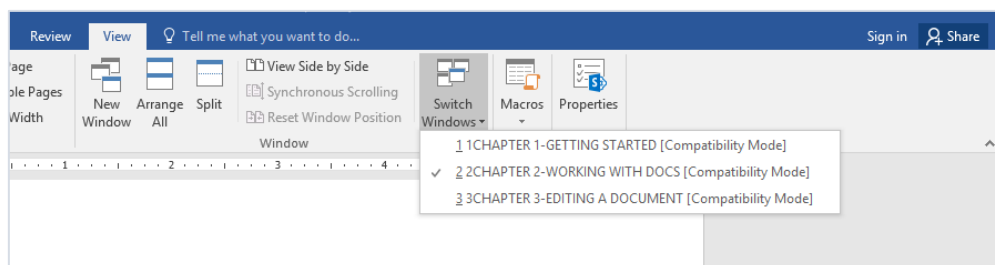 Review View Tell me what you want to do... Sign in Share
age View Side by Side
ple Pages Synchronous Scrolling
Width New Window Arrange All Split Reset Window Position Switch Windows Macros Properties
Window
1 2 3 4
1 1CHAPTER 1-GETTING STARTED [Compatibility Mode]
2 2CHAPTER 2-WORKING WITH DOCS [Compatibility Mode]
3 3CHAPTER 3-EDITING A DOCUMENT [Compatibility Mode]